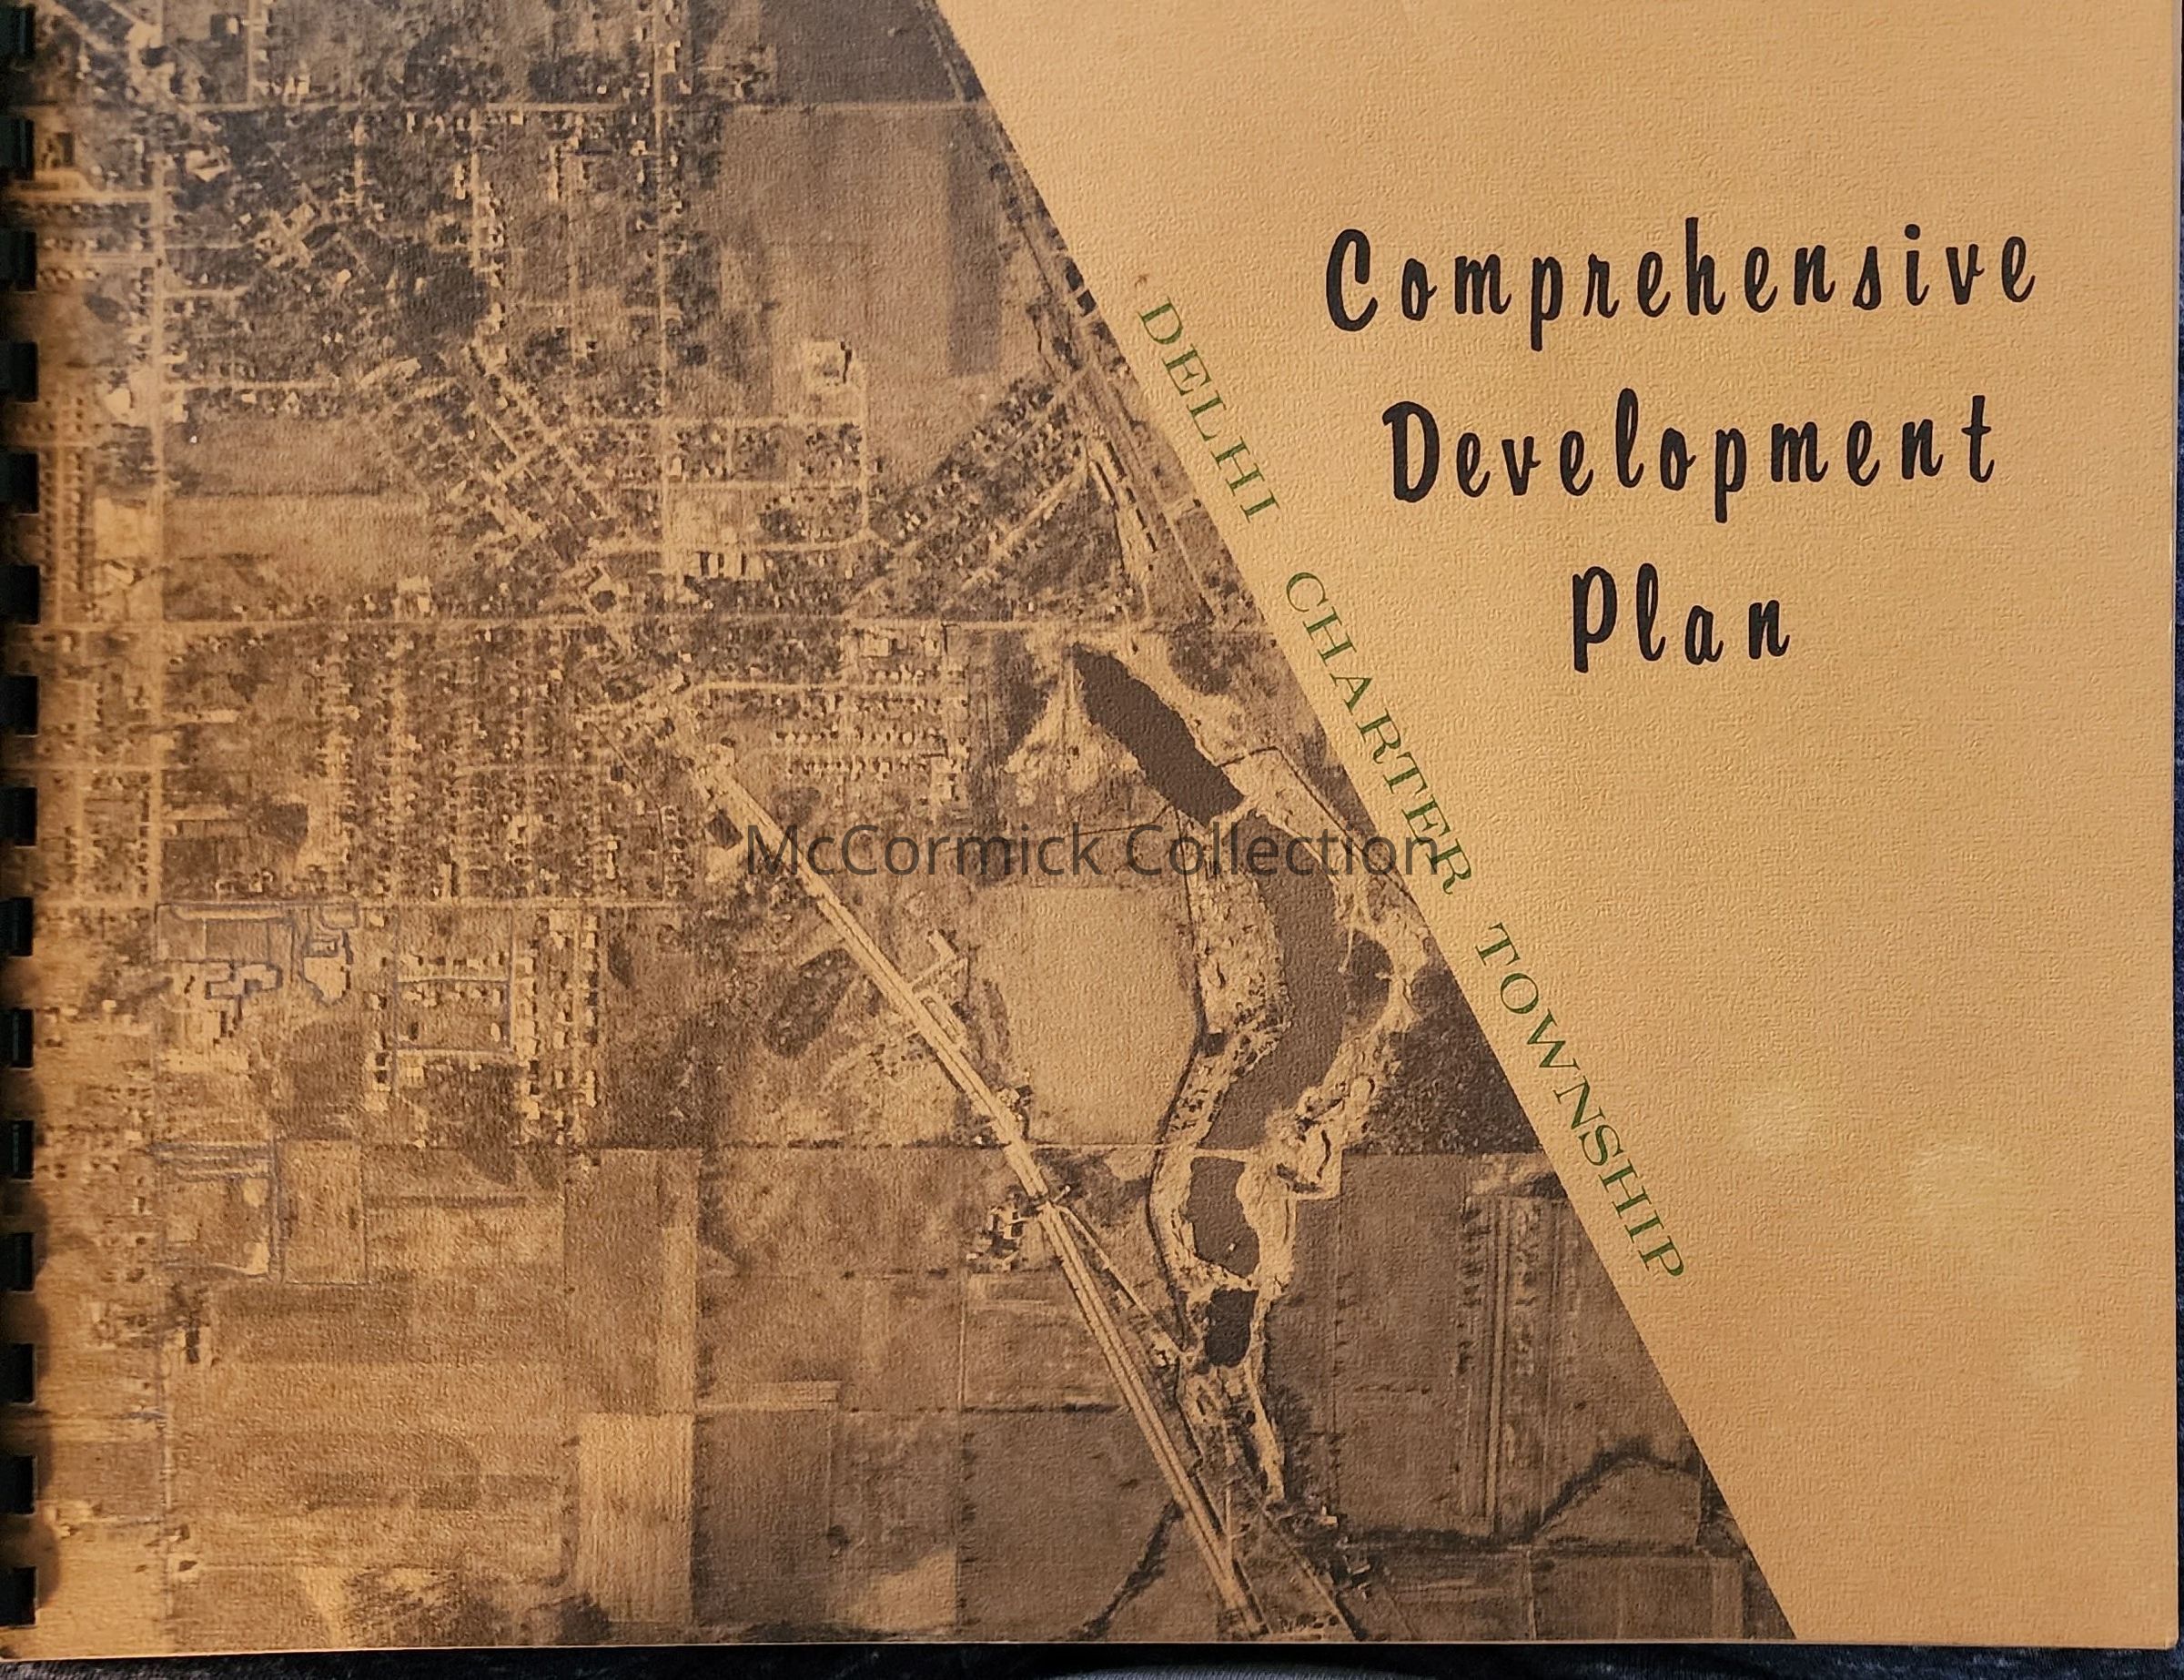 Comprehensive
Development
Plan
DELHI CHARTER TOWNSHIP
McCormick Collection